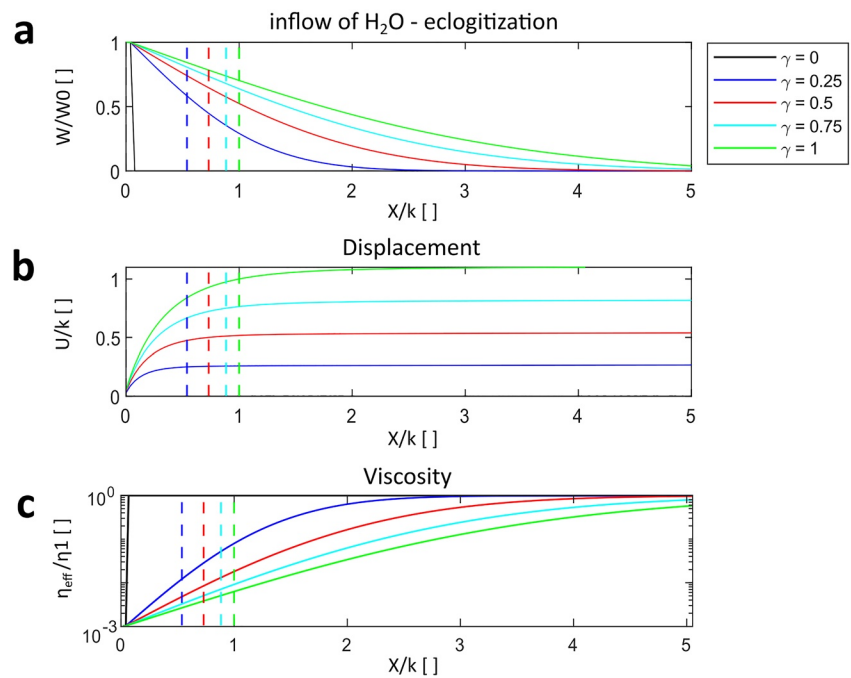 a
inflow of H₂O - eclogitization
W/W0 [ ]
1
0.5
0
0 1 2 3 4 5
X/k [ ]
γ = 0
γ = 0.25
γ = 0.5
γ = 0.75
γ = 1
b
Displacement
U/k [ ]
1
0.5
0
0 1 2 3 4 5
X/k [ ]
c
Viscosity
ηeff/η1 [ ]
10⁰
10⁻³
0 1 2 3 4 5
X/k [ ]